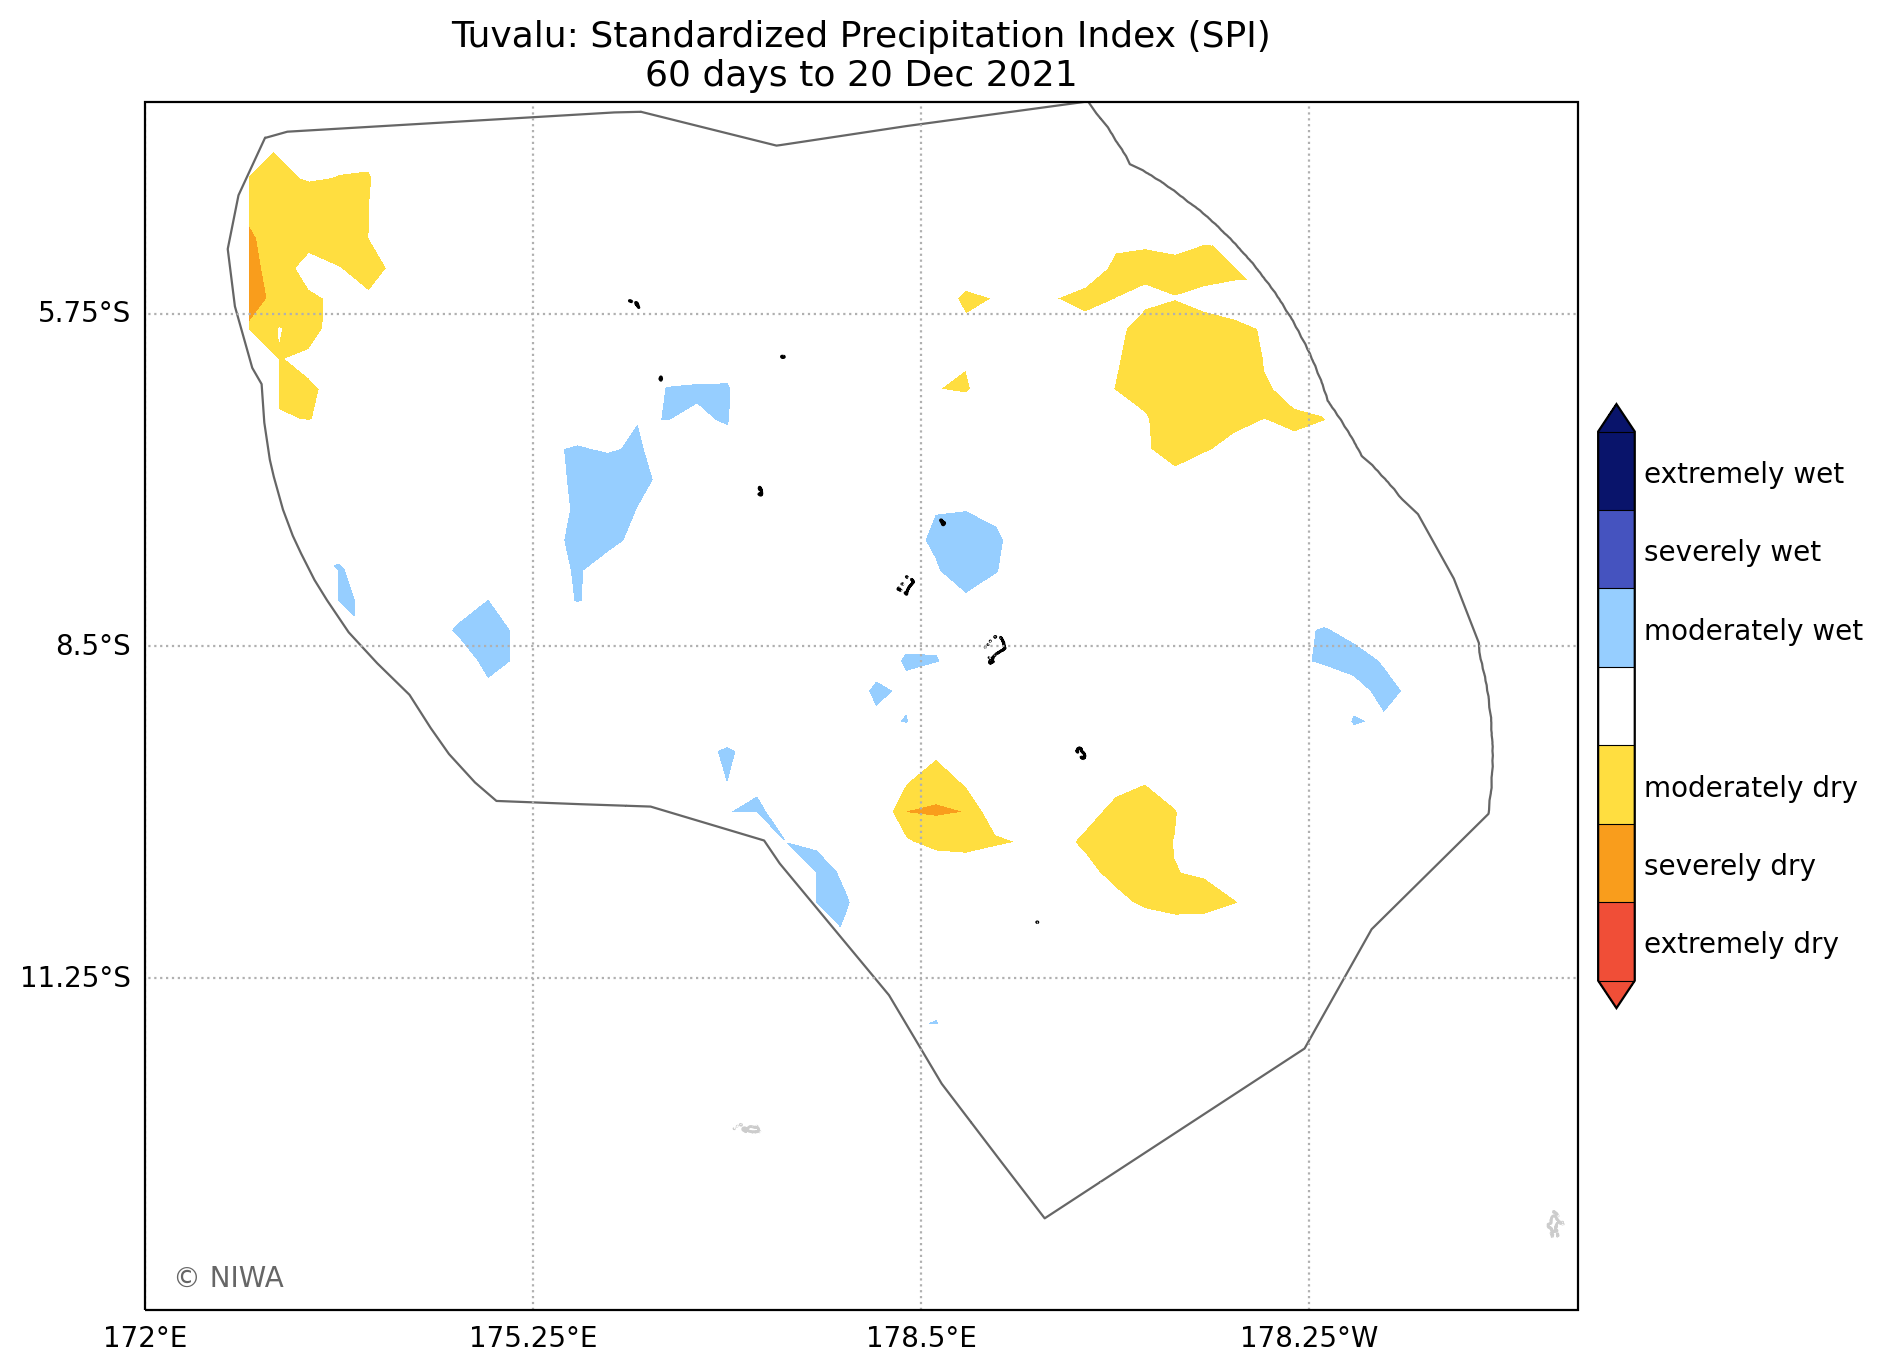 Tuvalu: Standardized Precipitation Index (SPI)
60 days to 20 Dec 2021
5.75°S
8.5°S
11.25°S
172°E
175.25°E
178.5°E
178.25°W
© NIWA
extremely wet
severely wet
moderately wet
moderately dry
severely dry
extremely dry